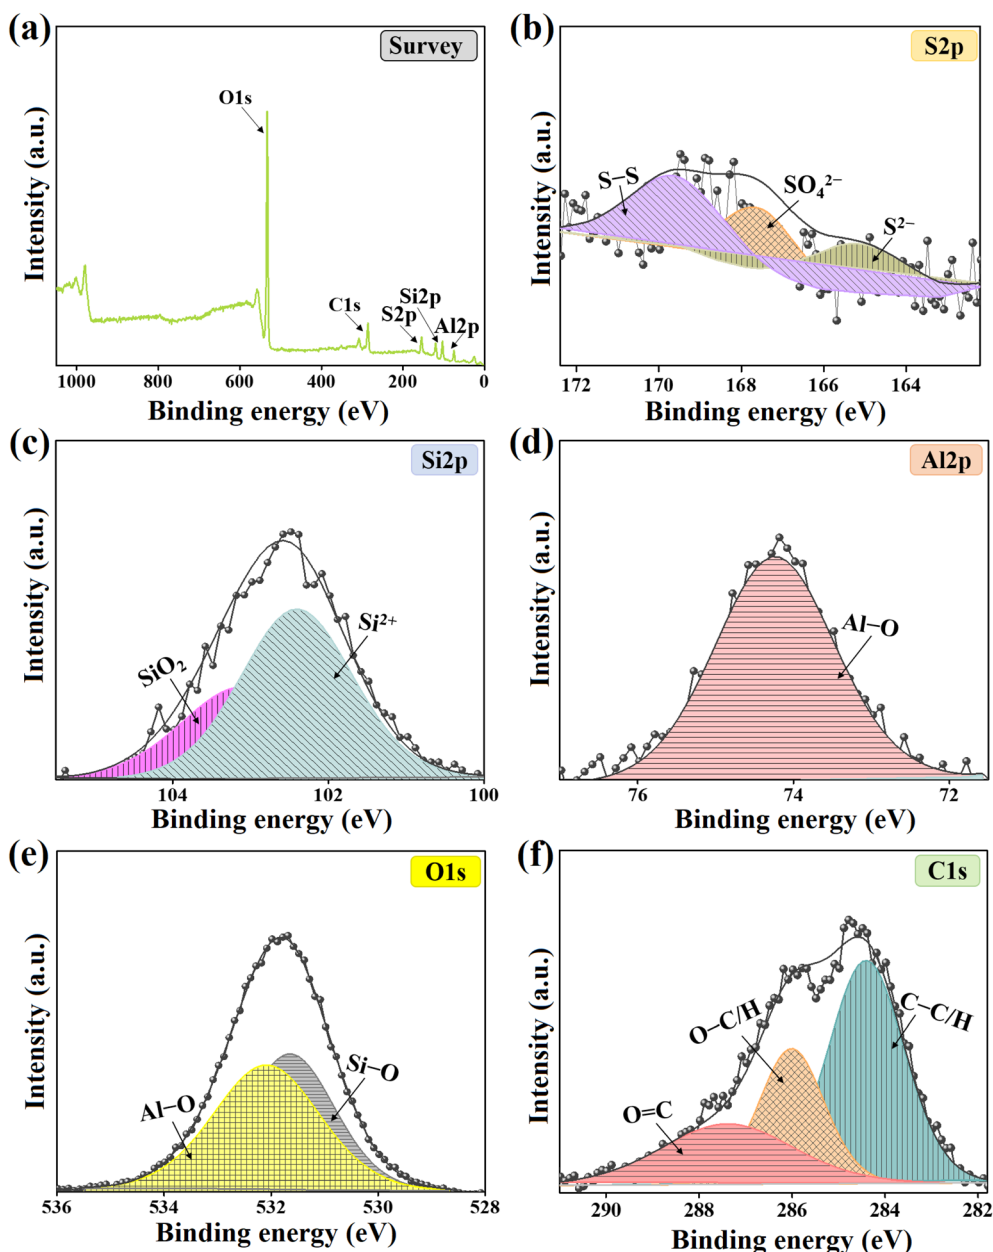 (a)
Survey
O1s
C1s
S2p
Si2p
Al2p
Intensity (a.u.)
1000 800 600 400 200 0
Binding energy (eV)
(b)
S2p
S–S
SO₄²⁻
S²⁻
Intensity (a.u.)
172 170 168 166 164
Binding energy (eV)
(c)
Si2p
SiO₂
Si²⁺
Intensity (a.u.)
104 102 100
Binding energy (eV)
(d)
Al2p
Al–O
Intensity (a.u.)
76 74 72
Binding energy (eV)
(e)
O1s
Al–O
Si–O
Intensity (a.u.)
536 534 532 530 528
Binding energy (eV)
(f)
C1s
O=C
O–C/H
C–C/H
Intensity (a.u.)
290 288 286 284 282
Binding energy (eV)